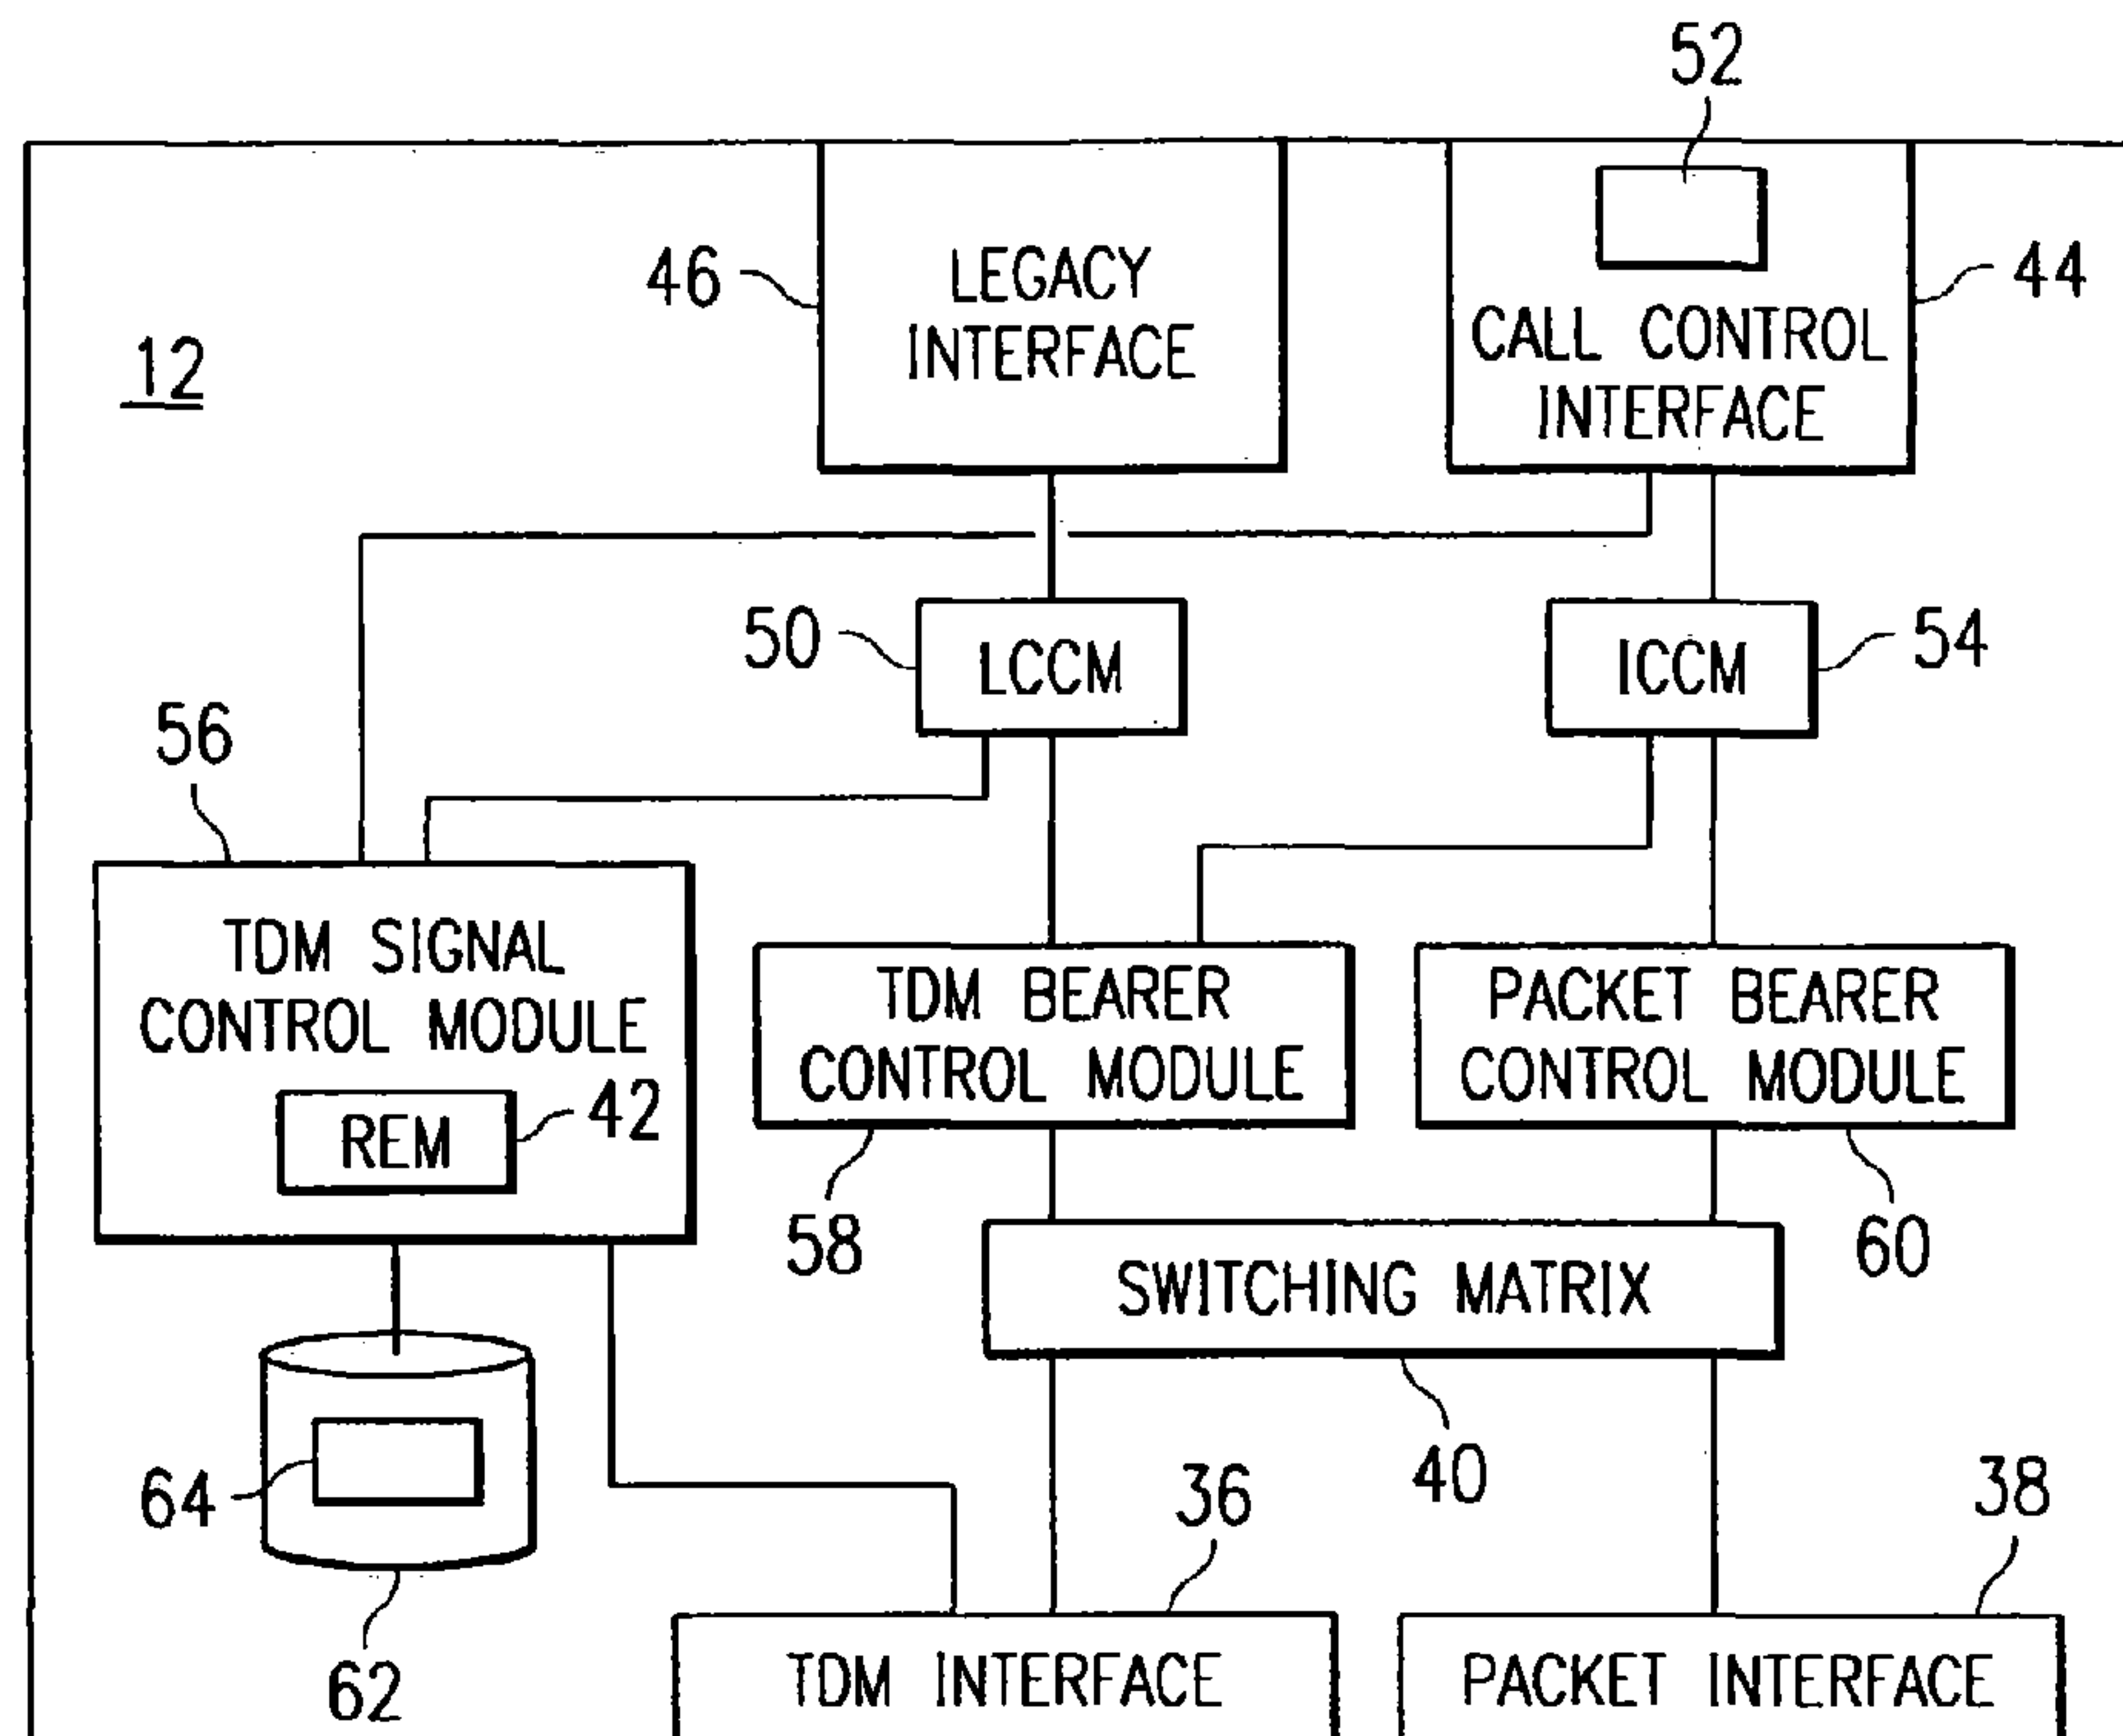 52
46
LEGACY
INTERFACE
CALL CONTROL
INTERFACE
44
12
50
LCCM
ICCM
54
56
TDM SIGNAL
CONTROL MODULE
REM
42
TDM BEARER
CONTROL MODULE
PACKET BEARER
CONTROL MODULE
58
60
SWITCHING MATRIX
40
64
62
36
38
TDM INTERFACE
PACKET INTERFACE